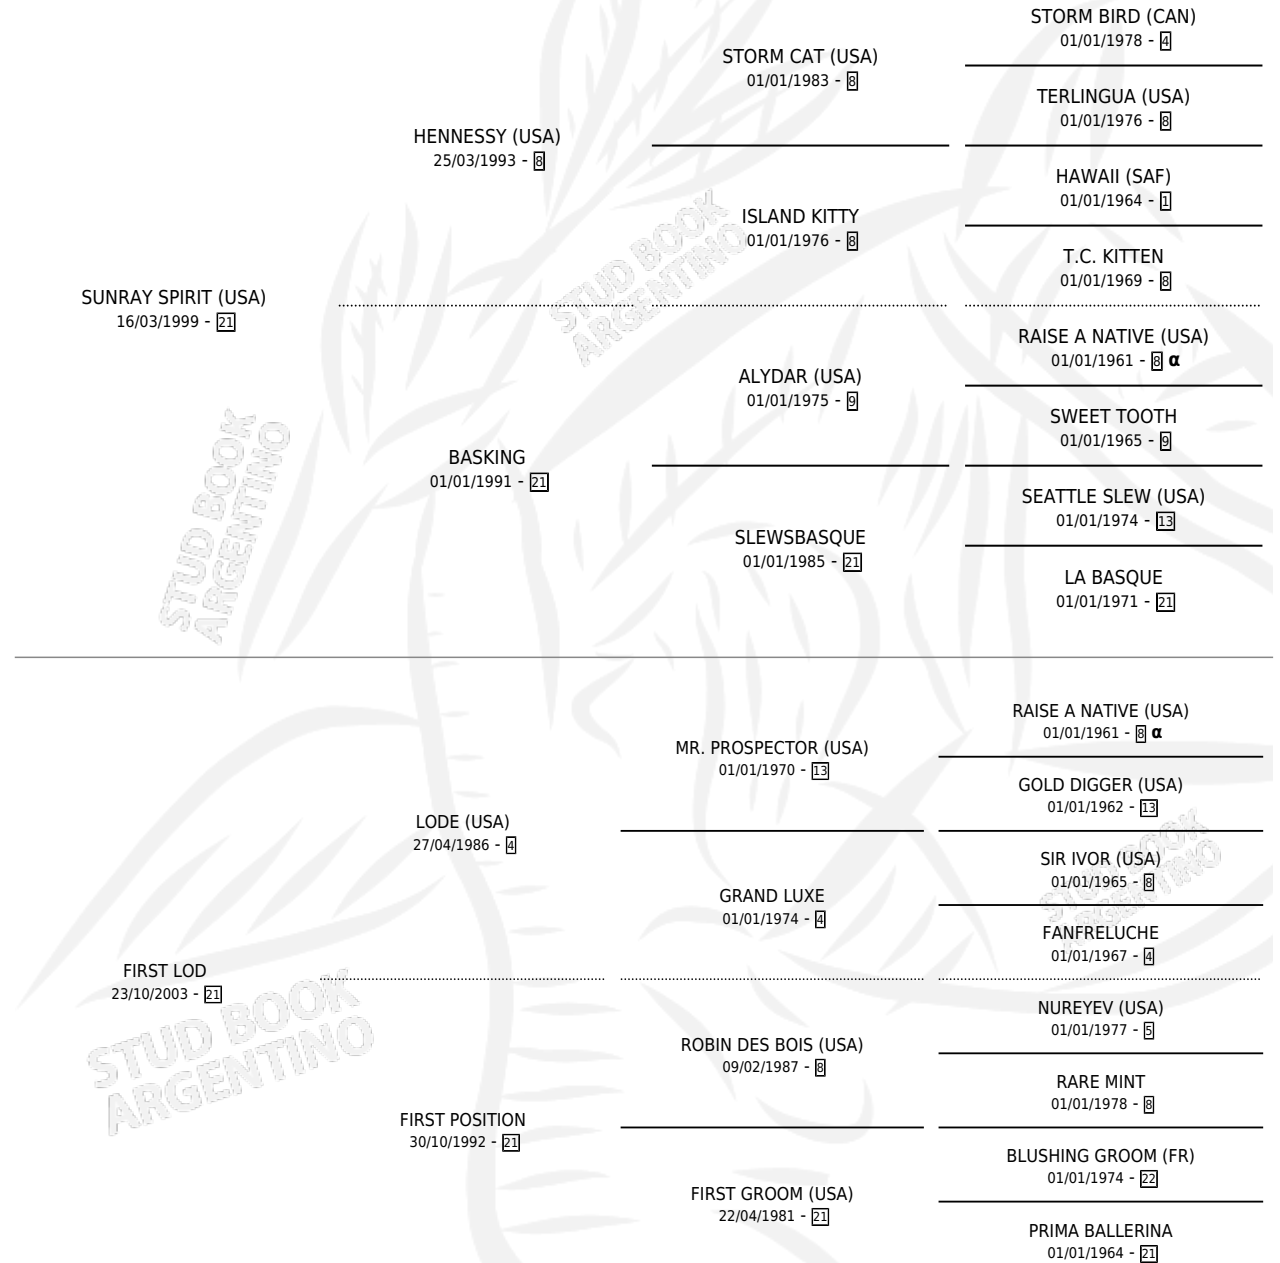 STORM BIRD (CAN)
01/01/1978 - 4
STORM CAT (USA)
01/01/1983 - 8
TERLINGUA (USA)
01/01/1976 - 8
HENNESSY (USA)
25/03/1993 - 8
HAWAII (SAF)
01/01/1964 - 1
ISLAND KITTY
01/01/1976 - 8
T.C. KITTEN
01/01/1969 - 8
SUNRAY SPIRIT (USA)
16/03/1999 - 21
RAISE A NATIVE (USA)
01/01/1961 - 8 α
ALYDAR (USA)
01/01/1975 - 9
SWEET TOOTH
01/01/1965 - 9
BASKING
01/01/1991 - 21
SEATTLE SLEW (USA)
01/01/1974 - 13
SLEWSBASQUE
01/01/1985 - 21
LA BASQUE
01/01/1971 - 21
RAISE A NATIVE (USA)
01/01/1961 - 8 α
MR. PROSPECTOR (USA)
01/01/1970 - 13
GOLD DIGGER (USA)
01/01/1962 - 13
LODE (USA)
27/04/1986 - 4
SIR IVOR (USA)
01/01/1965 - 8
GRAND LUXE
01/01/1974 - 4
FANFRELUCHE
01/01/1967 - 4
FIRST LOD
23/10/2003 - 21
NUREYEV (USA)
01/01/1977 - 5
ROBIN DES BOIS (USA)
09/02/1987 - 8
RARE MINT
01/01/1978 - 8
FIRST POSITION
30/10/1992 - 21
BLUSHING GROOM (FR)
01/01/1974 - 22
FIRST GROOM (USA)
22/04/1981 - 21
PRIMA BALLERINA
01/01/1964 - 21
STUD BOOK
ARGENTINO
STUD BOOK
ARGENTINO
STUD BOOK
ARGENTINO
STUD BOOK
ARGENTINO